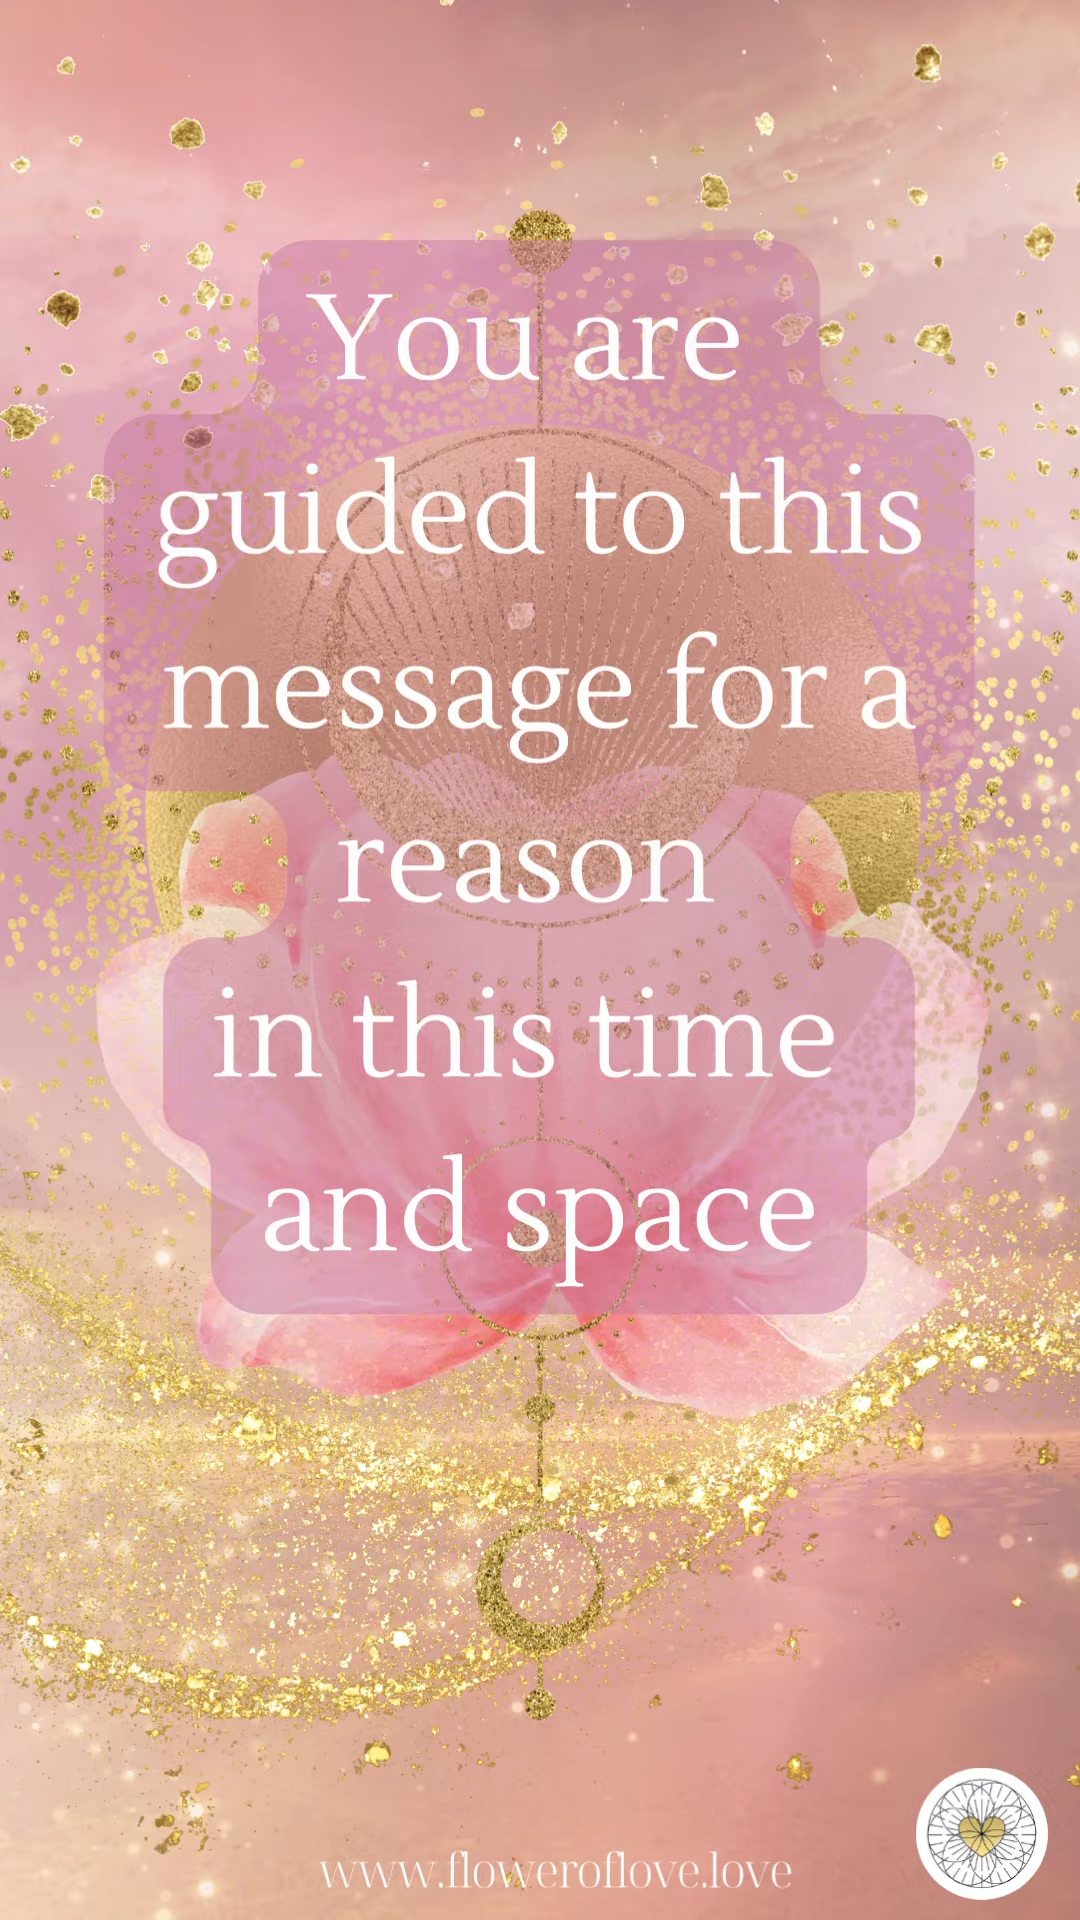 You are
guided to this
message for a
reason
in this time
and space
www.floweroflove.love